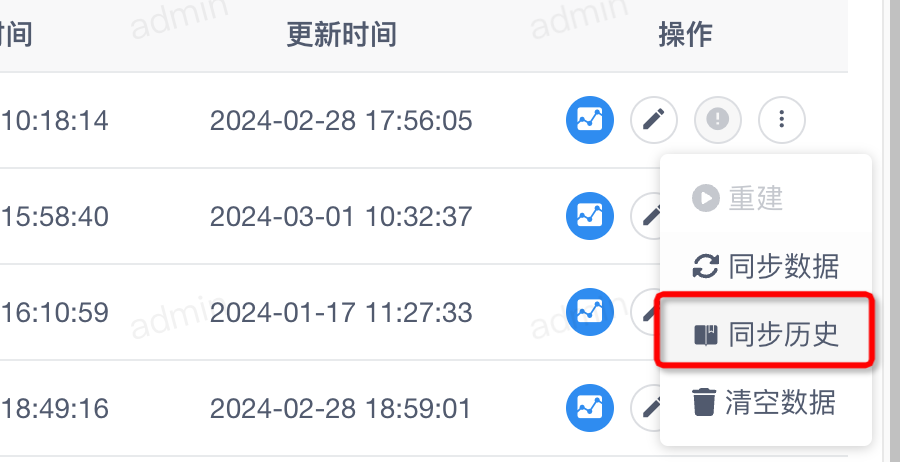 时间 更新时间 操作
admin admin
10:18:14 2024-02-28 17:56:05
15:58:40 2024-03-01 10:32:37
16:10:59 2024-01-17 11:27:33
admin admin
18:49:16 2024-02-28 18:59:01
重建
同步数据
同步历史
清空数据